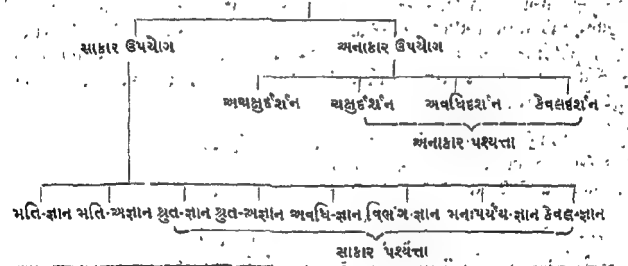 સાકાર ઉપયોગ અનાકાર ઉપયોગ
અચક્ષુદર્શન ચક્ષુદર્શન અવધિદર્શન કેવલદર્શન
અનાકાર પશ્યત્તા
મતિ-જ્ઞાન મતિ-અજ્ઞાન શ્રુત-જ્ઞાન શ્રુત-અજ્ઞાન અવધિ-જ્ઞાન વિભંગ-જ્ઞાન મનઃપર્યય-જ્ઞાન કેવલ-જ્ઞાન
સાકાર પશ્યત્તા